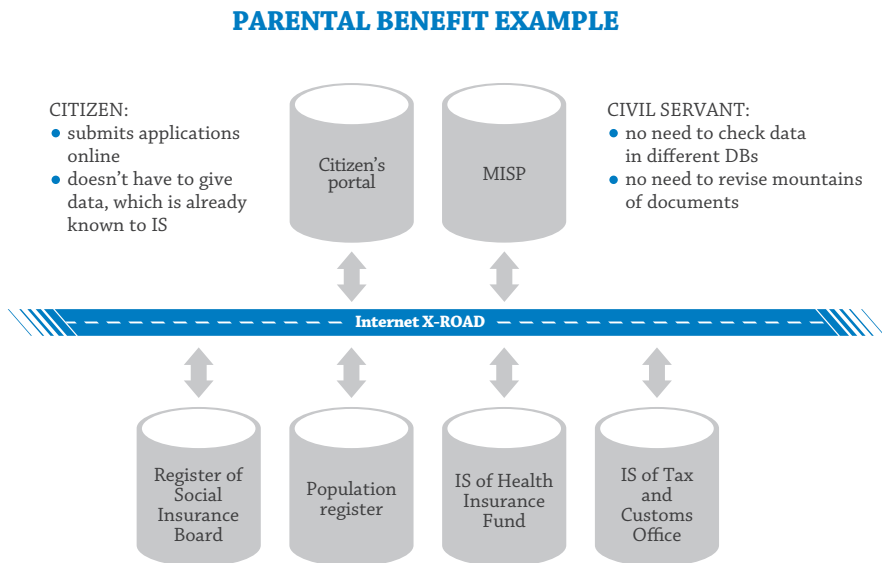 PARENTAL BENEFIT EXAMPLE
CITIZEN:
● submits applications
online
● doesn't have to give
data, which is already
known to IS
Citizen's
portal
MISP
CIVIL SERVANT:
● no need to check data
in different DBs
● no need to revise mountains
of documents
Internet X-ROAD
Register of
Social
Insurance
Board
Population
register
IS of Health
Insurance
Fund
IS of Tax
and
Customs
Office